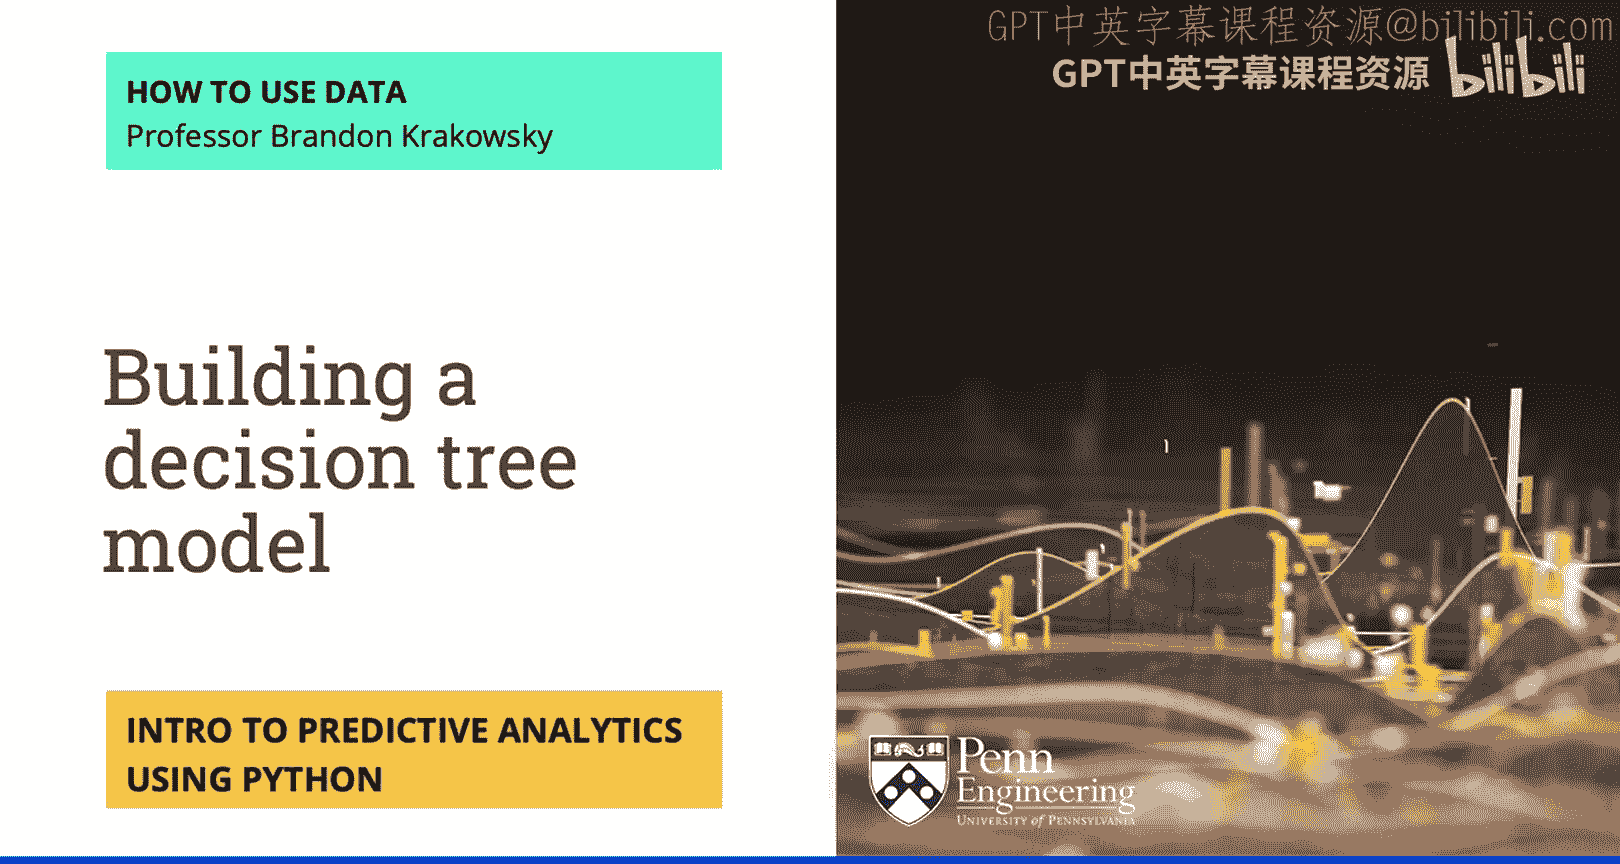 HOW TO USE DATA
Professor Brandon Krakowsky
Building a
decision tree
model
INTRO TO PREDICTIVE ANALYTICS
USING PYTHON
GPT中英字幕课程资源@bilibili.com
GPT中英字幕课程资源 bilibili
Penn
Engineering
UNIVERSITY of PENNSYLVANIA